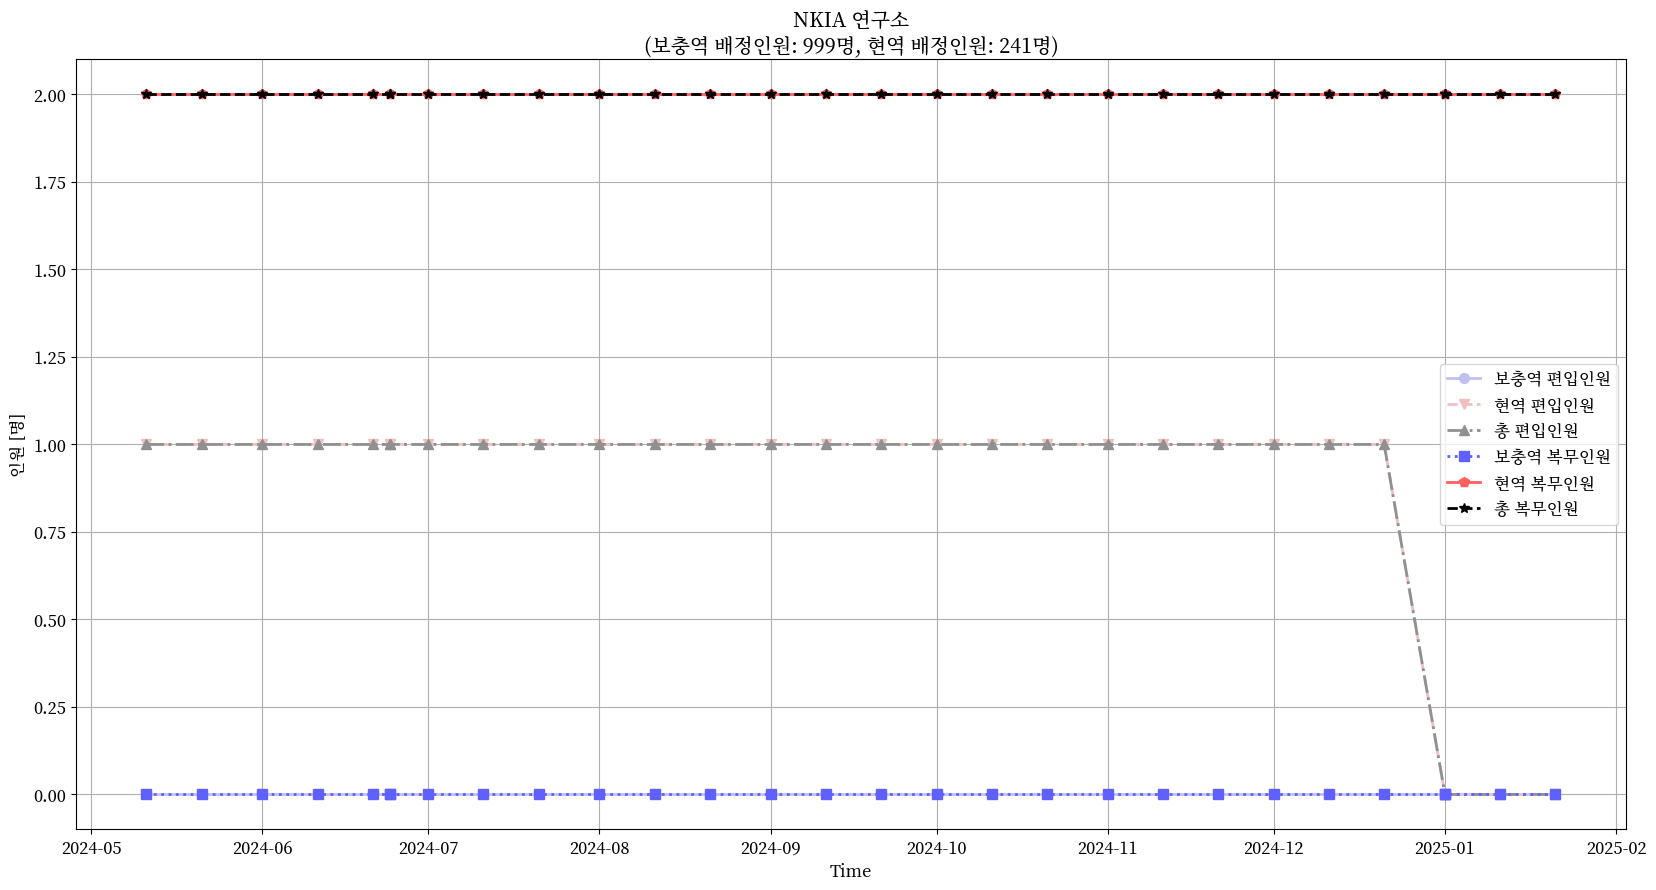 NKIA 연구소
(보충역 배정인원: 999명, 현역 배정인원: 241명)
인원 [명]
2.00
1.75
1.50
1.25
1.00
0.75
0.50
0.25
0.00
보충역 편입인원
현역 편입인원
총 편입인원
보충역 복무인원
현역 복무인원
총 복무인원
2024-05 2024-06 2024-07 2024-08 2024-09 2024-10 2024-11 2024-12 2025-01 2025-02
Time